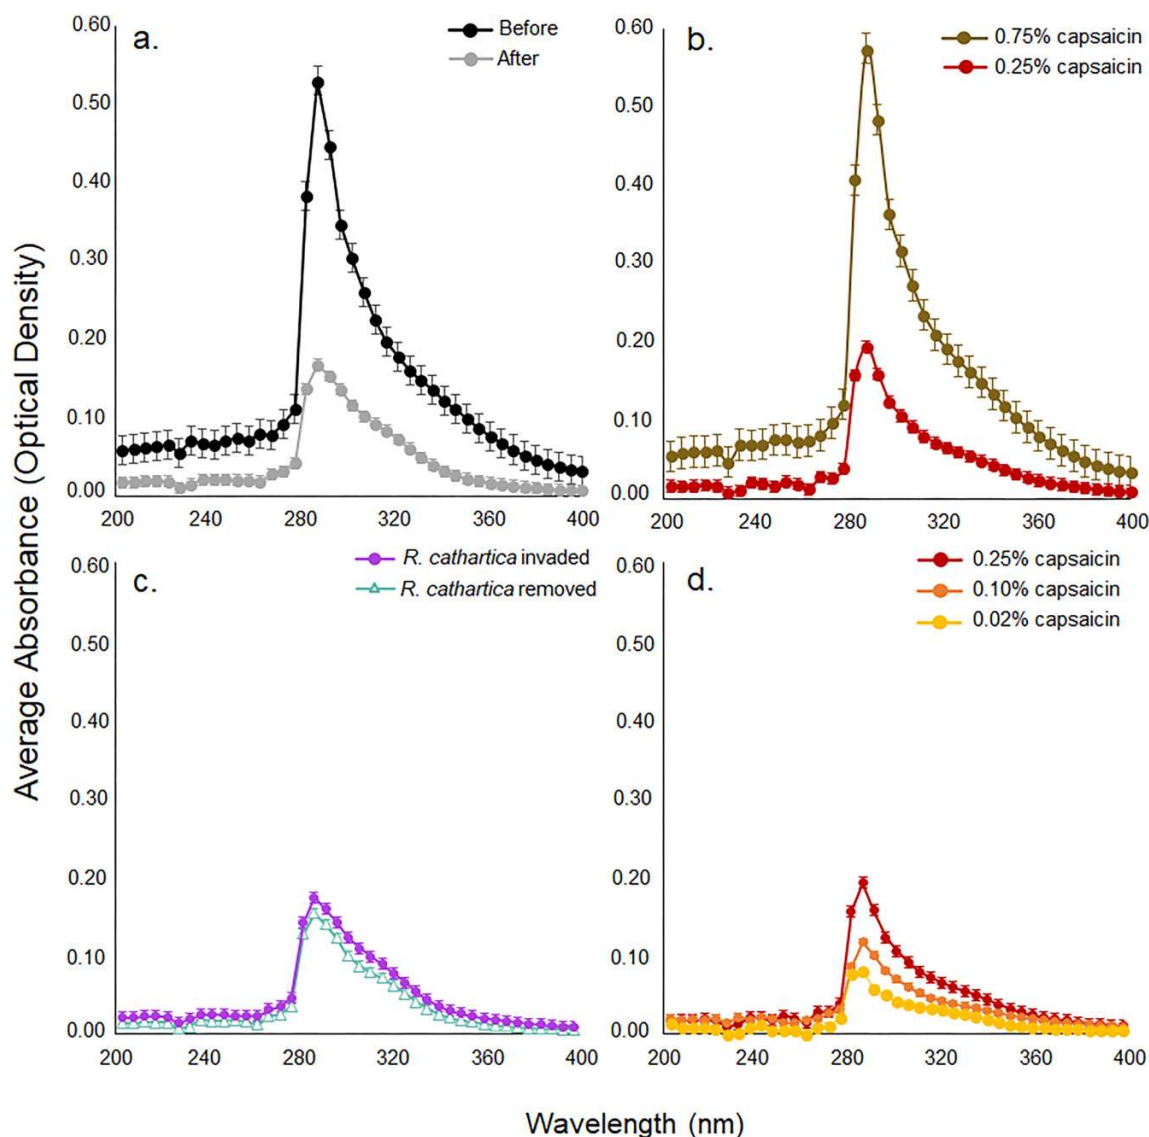 Average Absorbance (Optical Density)
a.
Before
After
0.60
0.50
0.40
0.30
0.20
0.10
0.00
200 240 280 320 360 400
b.
0.75% capsaicin
0.25% capsaicin
0.60
0.50
0.40
0.30
0.20
0.10
0.00
200 240 280 320 360 400
c.
R. cathartica invaded
R. cathartica removed
0.60
0.50
0.40
0.30
0.20
0.10
0.00
200 240 280 320 360 400
d.
0.25% capsaicin
0.10% capsaicin
0.02% capsaicin
0.60
0.50
0.40
0.30
0.20
0.10
0.00
200 240 280 320 360 400
Wavelength (nm)